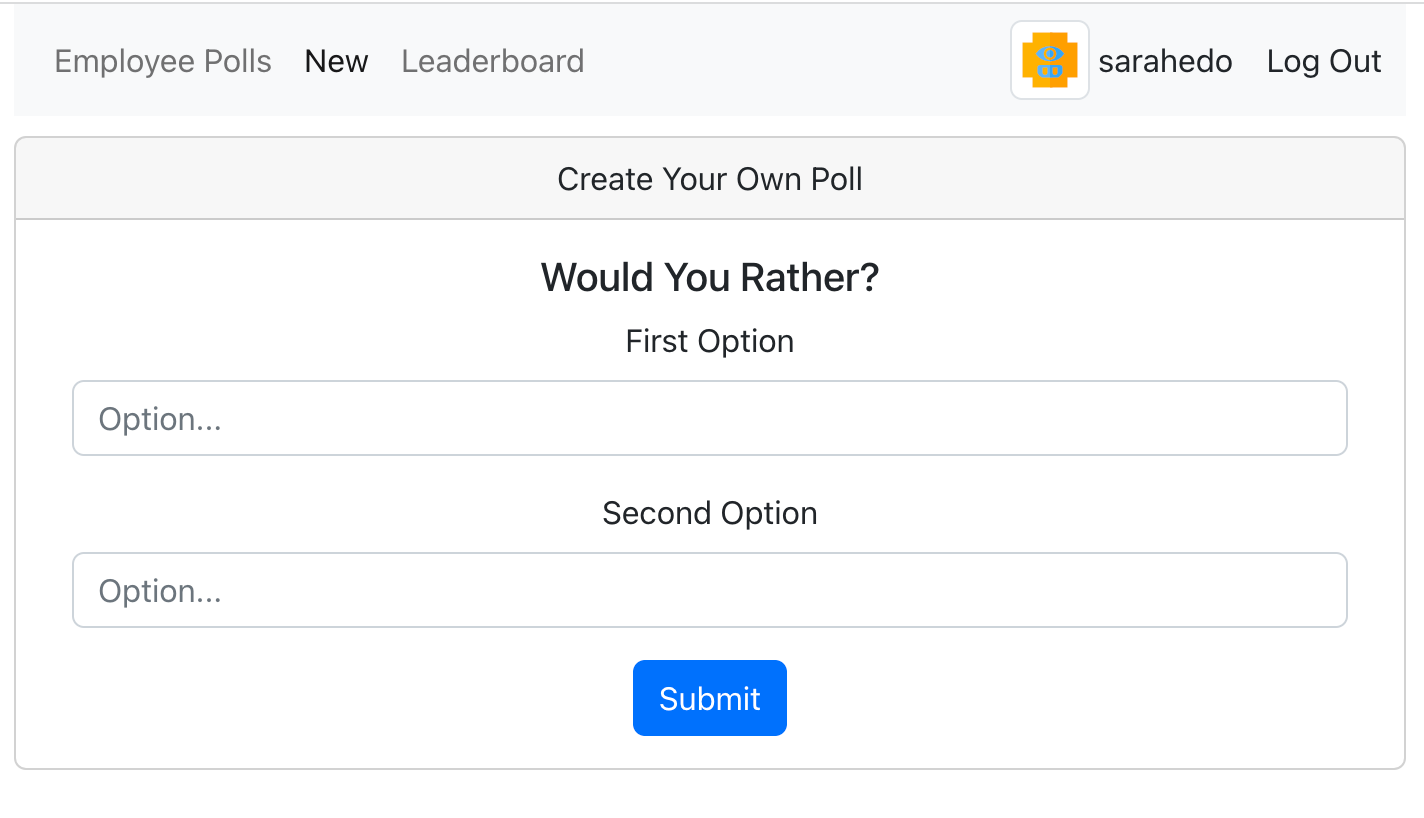 Employee Polls New Leaderboard sarahedo Log Out
Create Your Own Poll
Would You Rather?
First Option
Option...
Second Option
Option...
Submit